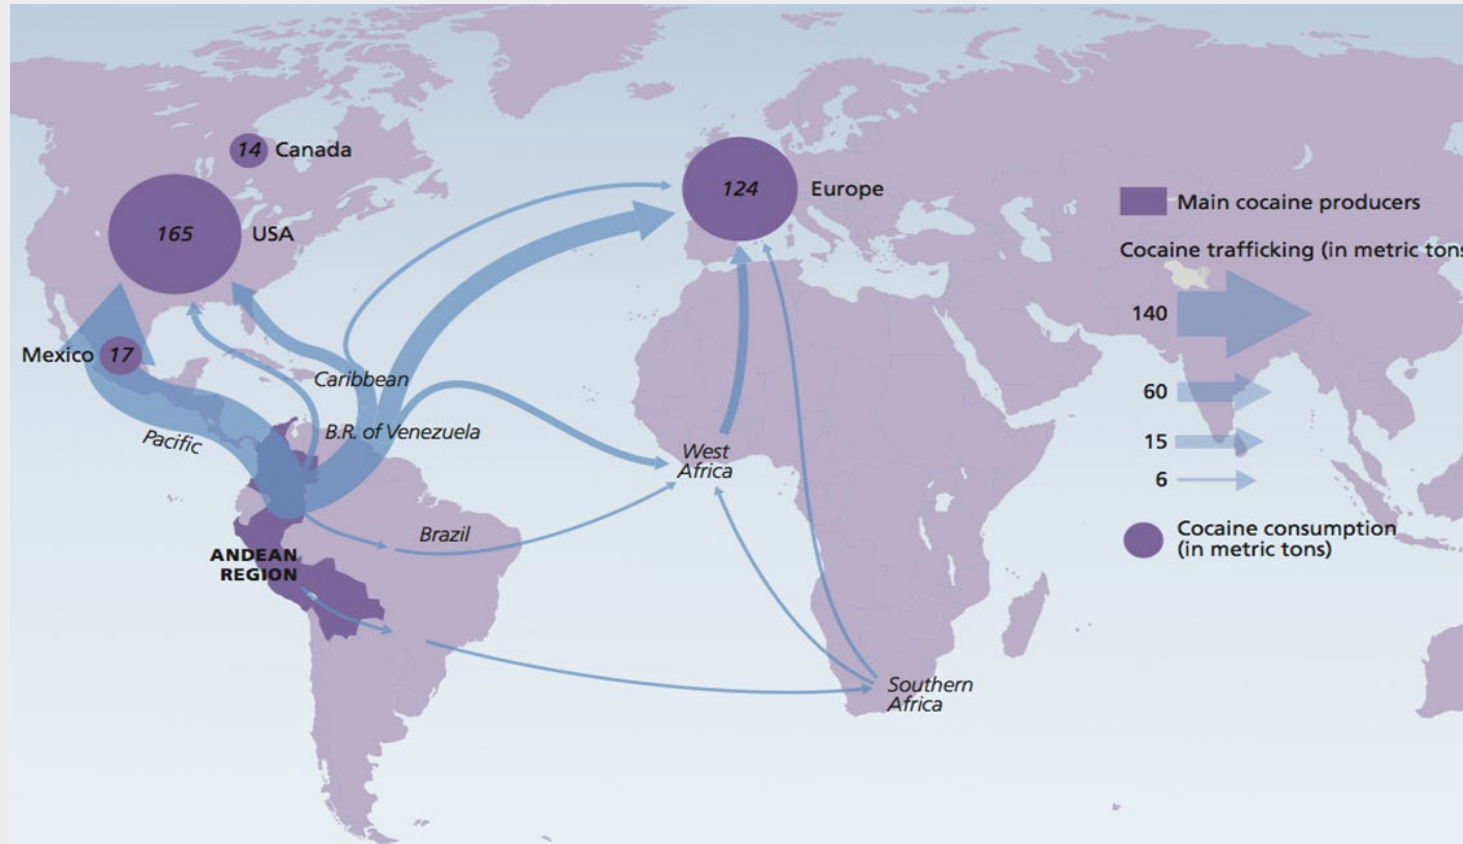 14 Canada
124 Europe
165 USA
Main cocaine producers
Cocaine trafficking (in metric tons
140
Mexico 17
Caribbean
60
B.R. of Venezuela
Pacific
15
West
Africa
6
Brazil
Cocaine consumption
(in metric tons)
ANDEAN
REGION
Southern
Africa